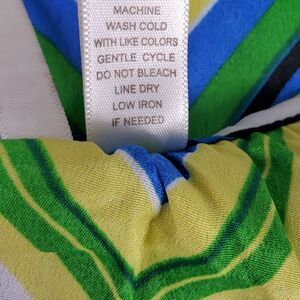 MACHINE
WASH COLD
WITH LIKE COLORS
GENTLE CYCLE
DO NOT BLEACH
LINE DRY
LOW IRON
IF NEEDED